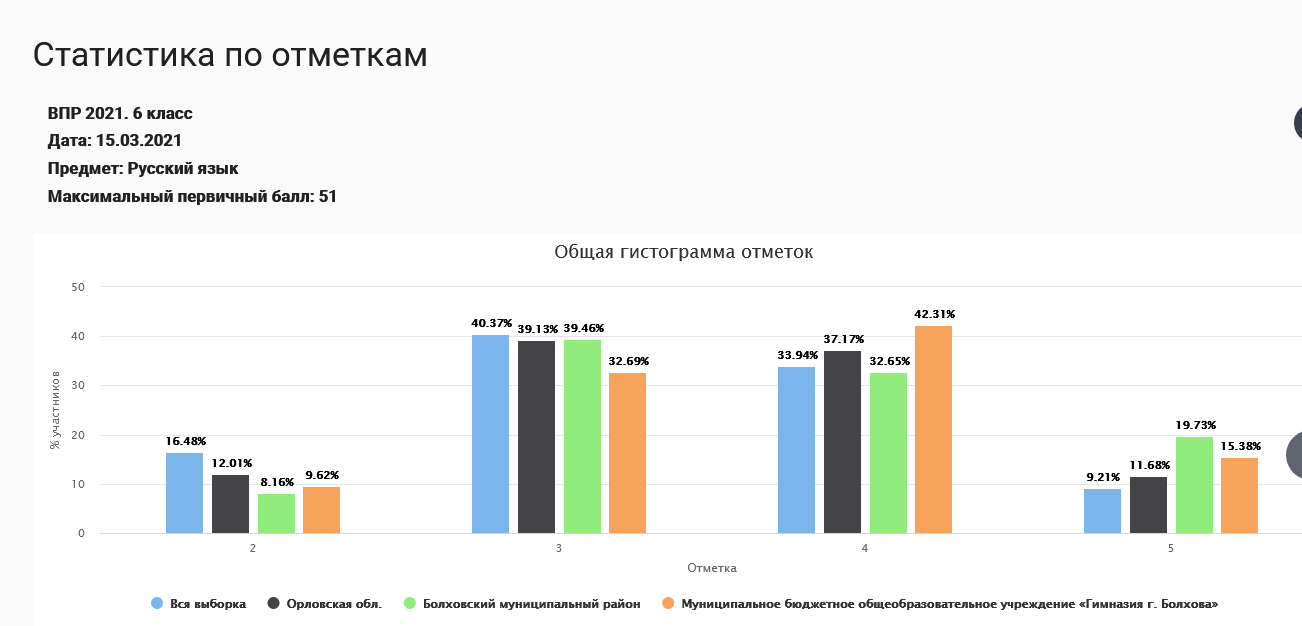 Статистика по отметкам
ВПР 2021. 6 класс
Дата: 15.03.2021
Предмет: Русский язык
Максимальный первичный балл: 51
Общая гистограмма отметок
% участников
50
40
30
20
10
0
16.48% 12.01% 8.16% 9.62%
40.37% 39.13% 39.46% 32.69%
33.94% 37.17% 32.65% 42.31%
9.21% 11.68% 19.73% 15.38%
2 3 4 5
Отметка
Вся выборка Орловская обл. Болховский муниципальный район Муниципальное бюджетное общеобразовательное учреждение «Гимназия г. Болхова»